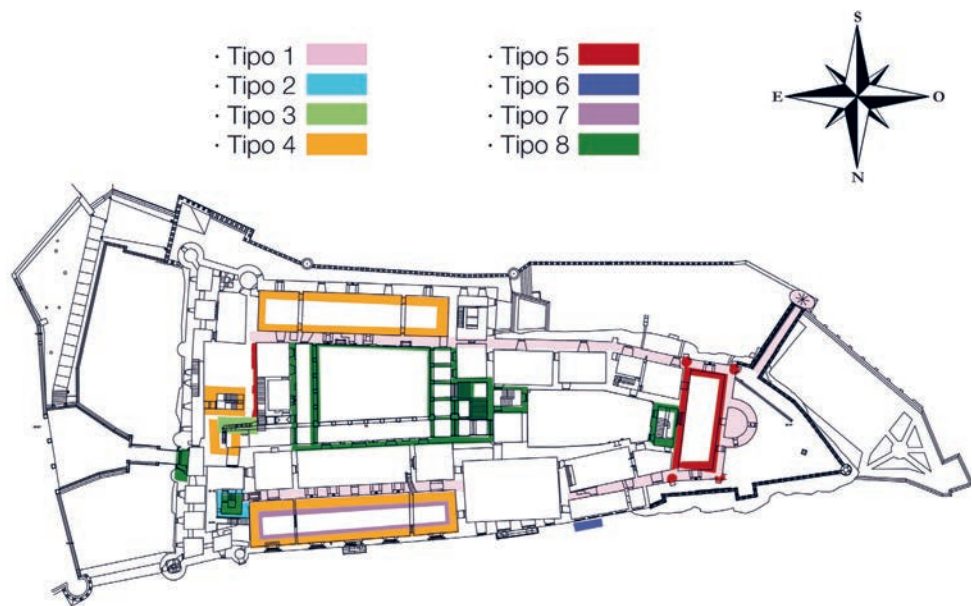 · Tipo 1
· Tipo 2
· Tipo 3
· Tipo 4
· Tipo 5
· Tipo 6
· Tipo 7
· Tipo 8
S
E
O
N